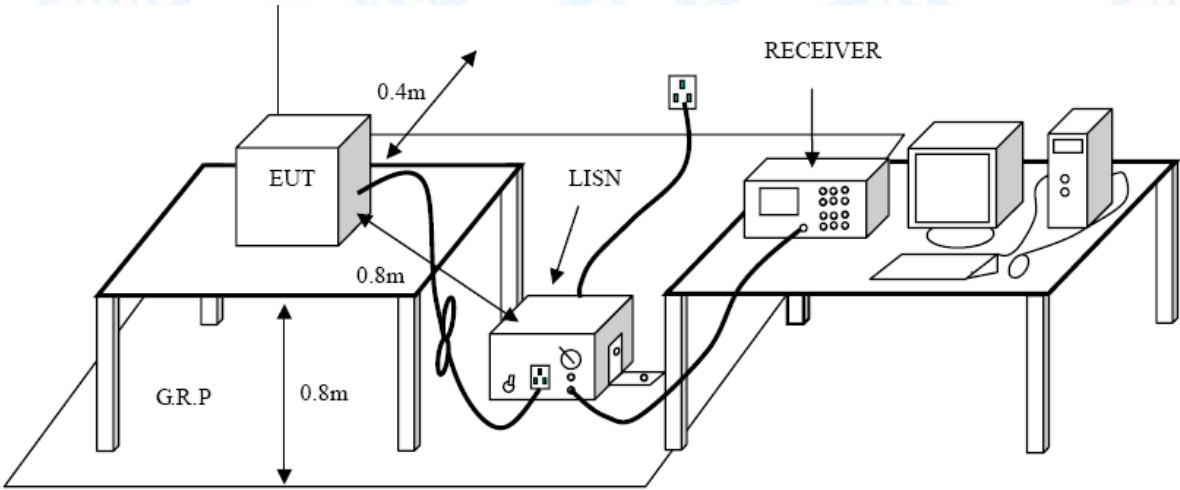 RECEIVER
0.4m
EUT
LISN
0.8m
G.R.P
0.8m